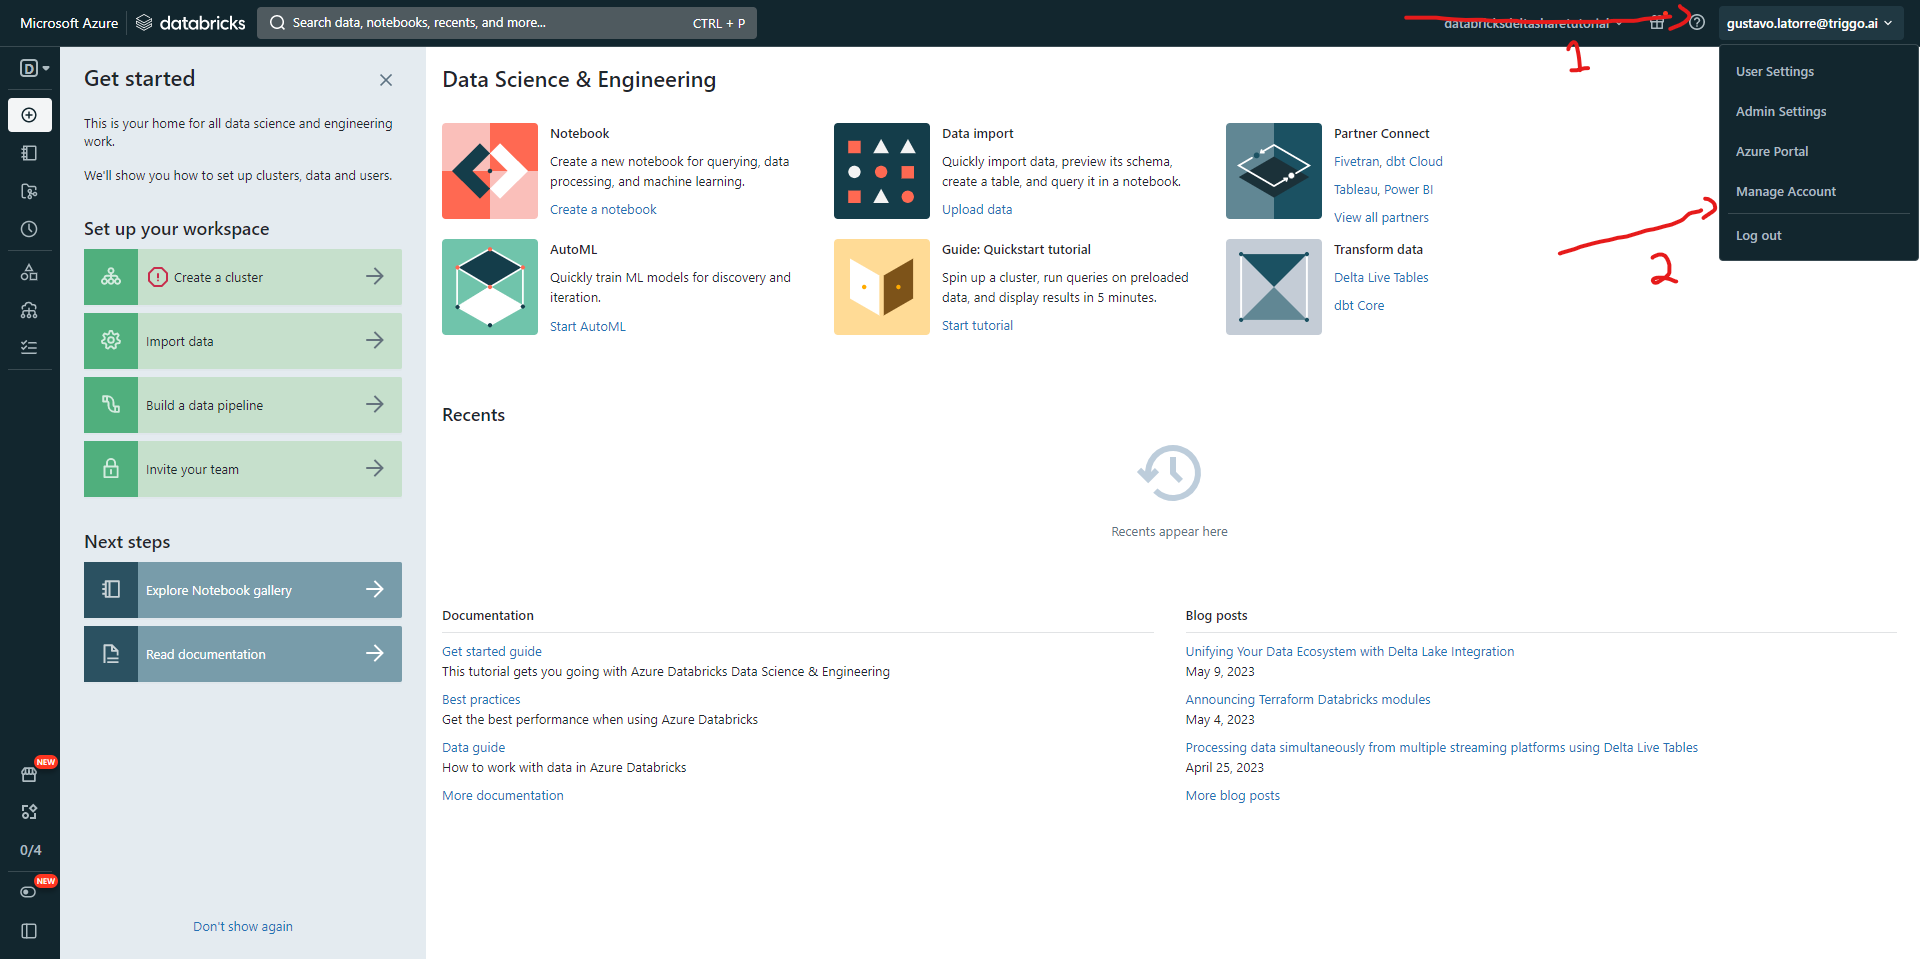 Microsoft Azure
databricks
Search data, notebooks, recents, and more...
CTRL + P
databricksdeltasharetutorial
gustavo.latorre@triggo.ai
1
User Settings
Admin Settings
Azure Portal
Manage Account
Log out
2
D
Get started
This is your home for all data science and engineering
work.
We'll show you how to set up clusters, data and users.
Set up your workspace
Create a cluster
Import data
Build a data pipeline
Invite your team
Next steps
Explore Notebook gallery
Read documentation
Don't show again
NEW
0/4
NEW
Data Science & Engineering
Notebook
Create a new notebook for querying, data
processing, and machine learning.
Create a notebook
Data import
Quickly import data, preview its schema,
create a table, and query it in a notebook.
Upload data
Partner Connect
Fivetran, dbt Cloud
Tableau, Power BI
View all partners
AutoML
Quickly train ML models for discovery and
iteration.
Start AutoML
Guide: Quickstart tutorial
Spin up a cluster, run queries on preloaded
data, and display results in 5 minutes.
Start tutorial
Transform data
Delta Live Tables
dbt Core
Recents
Recents appear here
Documentation
Get started guide
This tutorial gets you going with Azure Databricks Data Science & Engineering
Best practices
Get the best performance when using Azure Databricks
Data guide
How to work with data in Azure Databricks
More documentation
Blog posts
Unifying Your Data Ecosystem with Delta Lake Integration
May 9, 2023
Announcing Terraform Databricks modules
May 4, 2023
Processing data simultaneously from multiple streaming platforms using Delta Live Tables
April 25, 2023
More blog posts